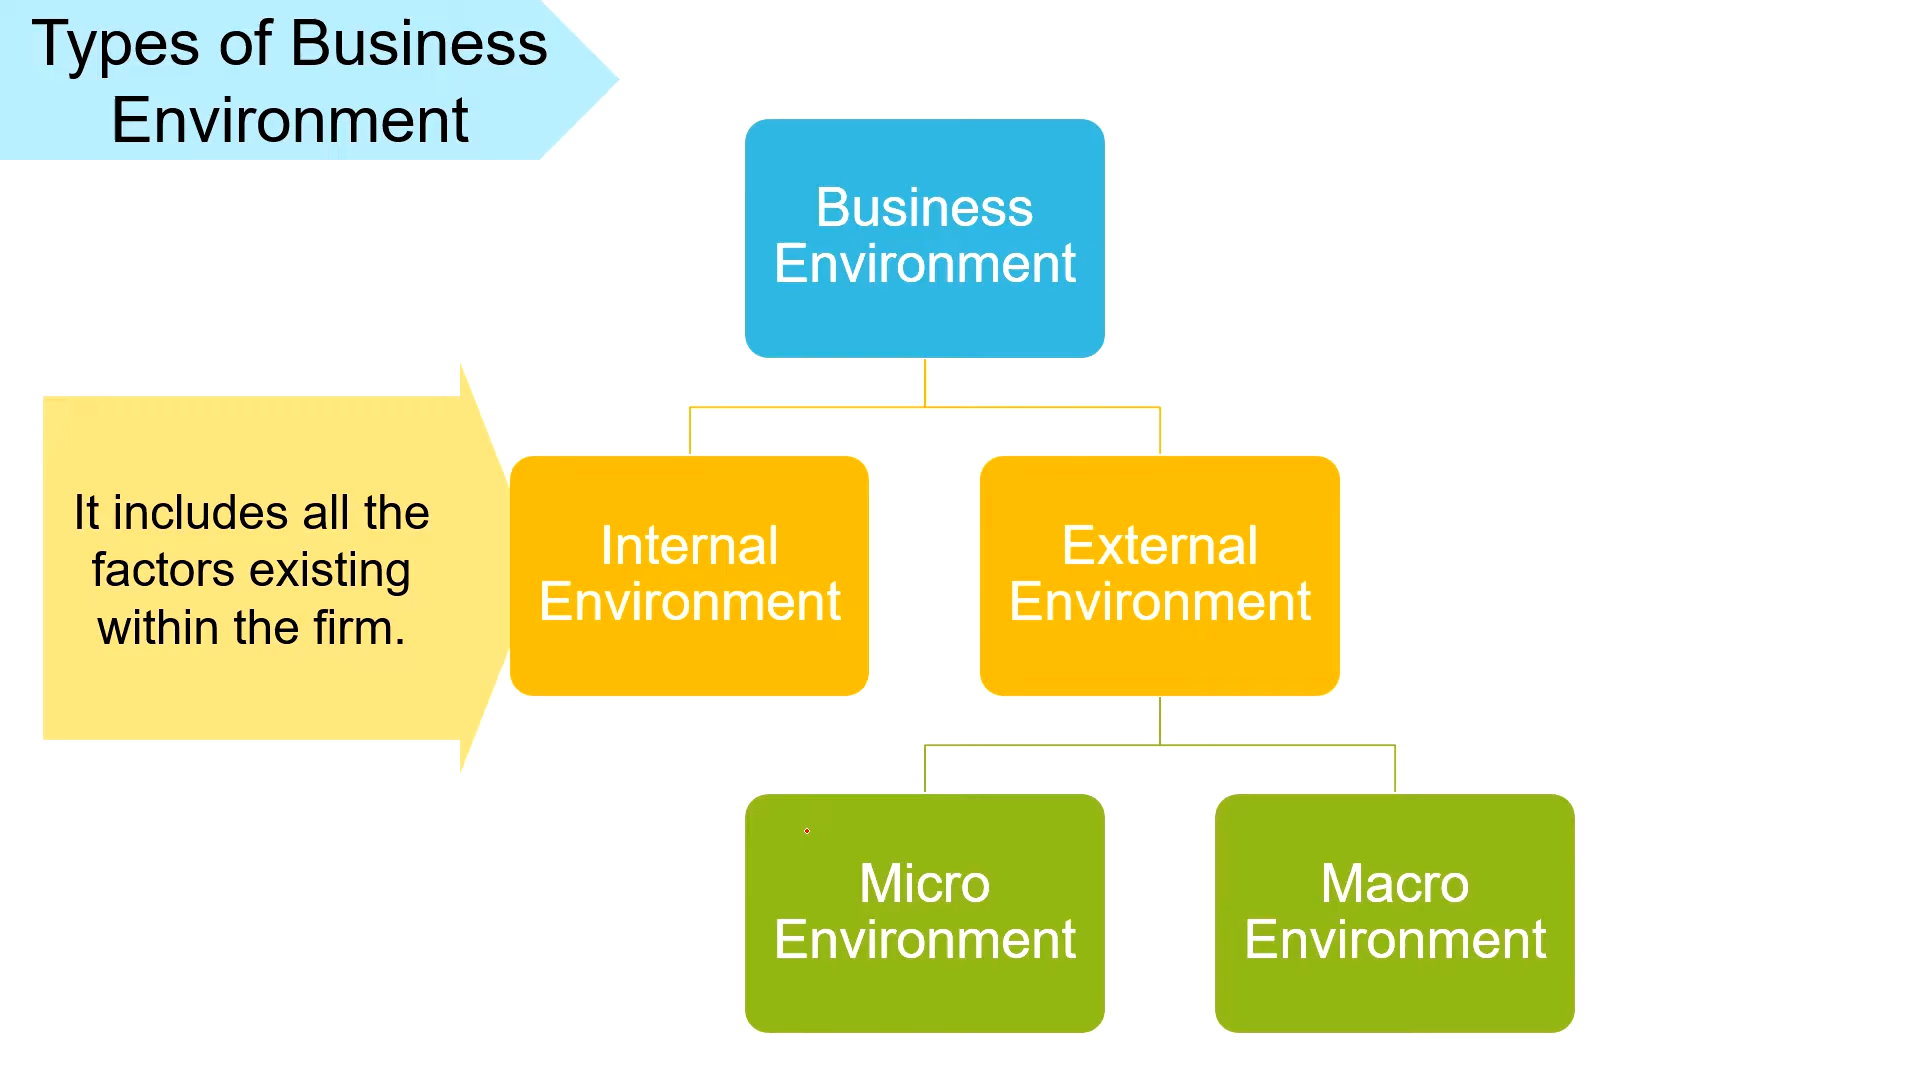 Types of Business
Environment
Business
Environment
It includes all the
factors existing
within the firm.
Internal
Environment
External
Environment
Micro
Environment
Macro
Environment